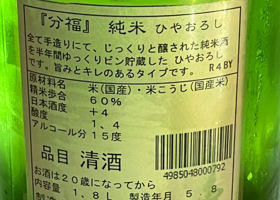 『分福』 純米 ひやおろし
全て手造りにて、じっくりと醸された純米酒
を半年間ゆっくりビン貯蔵した ひやおろし
です。旨みとキレのあるタイプです。 R4BY
原材料名 米(国産)・米こうじ(国産米)
精米歩合 60%
日本酒度 +4
酸度 1.4
アルコール分 15度
品目 清酒
4985048000792
お酒は20歳になってから
内容量 1.8L 製造年月 5.8